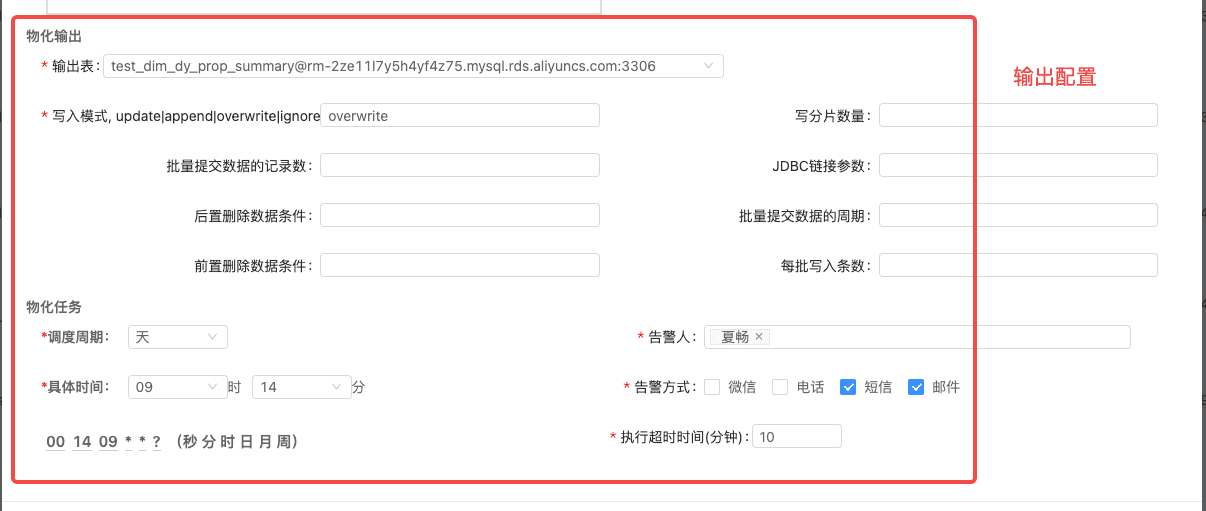 物化输出
* 输出表: test_dim_dy_prop_summary@rm-2ze11l7y5h4yf4z75.mysql.rds.aliyuncs.com:3306
输出配置
* 写入模式, update|append|overwrite|ignore overwrite 写分片数量:
批量提交数据的记录数: JDBC链接参数:
后置删除数据条件: 批量提交数据的周期:
前置删除数据条件: 每批写入条数:
物化任务
*调度周期: 天 * 告警人: 夏畅 ×
*具体时间: 09 时 14 分 * 告警方式: 微信 电话 短信 邮件
00 14 09 * * ? (秒 分 时 日 月 周) * 执行超时时间(分钟): 10